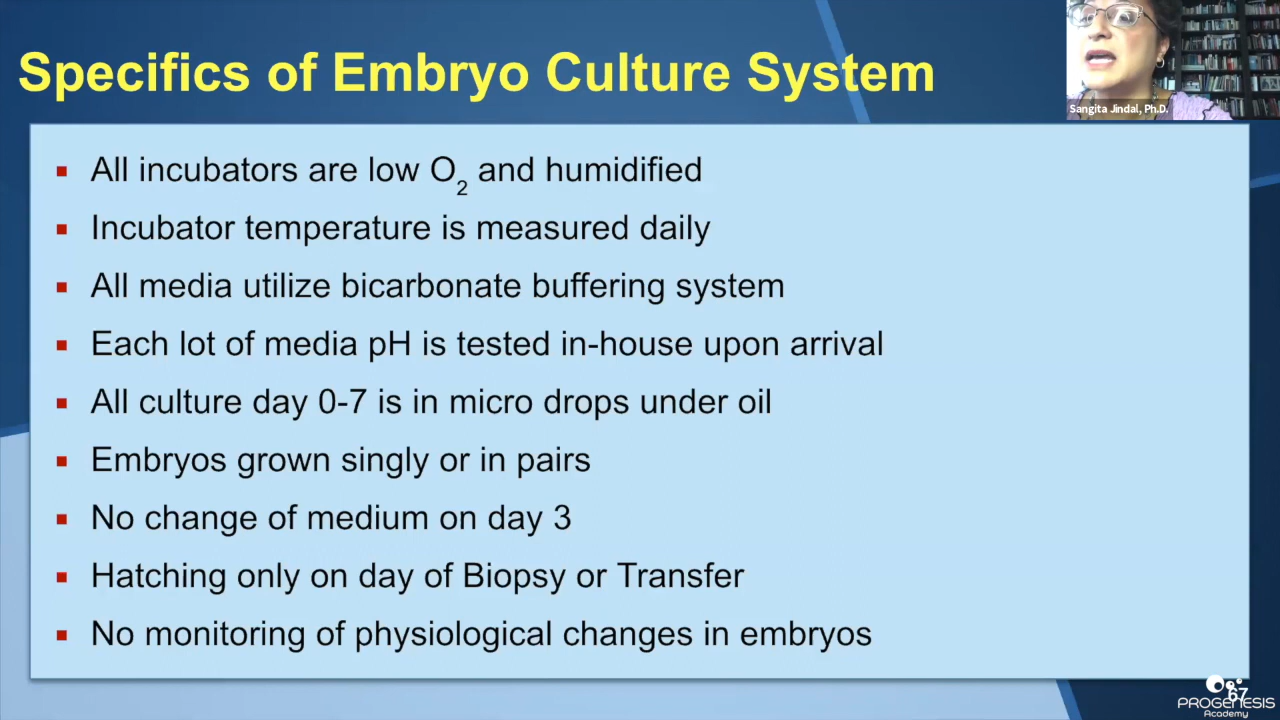 Specifics of Embryo Culture System
Sangita Jindal, Ph.D.
All incubators are low O2 and humidified
Incubator temperature is measured daily
All media utilize bicarbonate buffering system
Each lot of media pH is tested in-house upon arrival
All culture day 0-7 is in micro drops under oil
Embryos grown singly or in pairs
No change of medium on day 3
Hatching only on day of Biopsy or Transfer
No monitoring of physiological changes in embryos
67
PROGENESIS
Academy